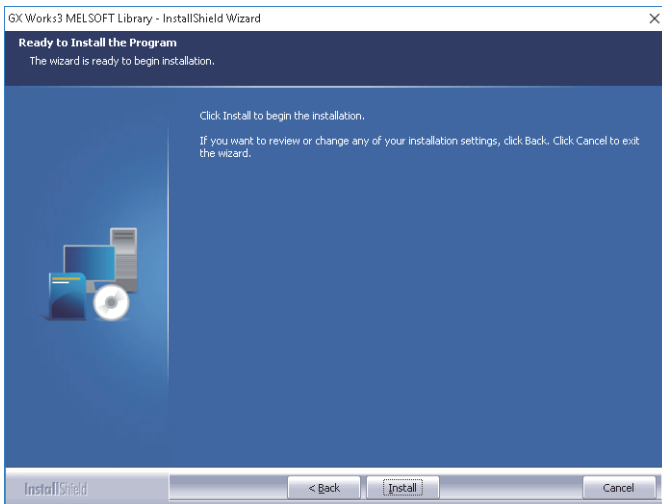 GX Works3 MELSOFT Library - InstallShield Wizard
Ready to Install the Program
The wizard is ready to begin installation.
Click Install to begin the installation.
If you want to review or change any of your installation settings, click Back. Click Cancel to exit
the wizard.
InstallShield
< Back
Install
Cancel